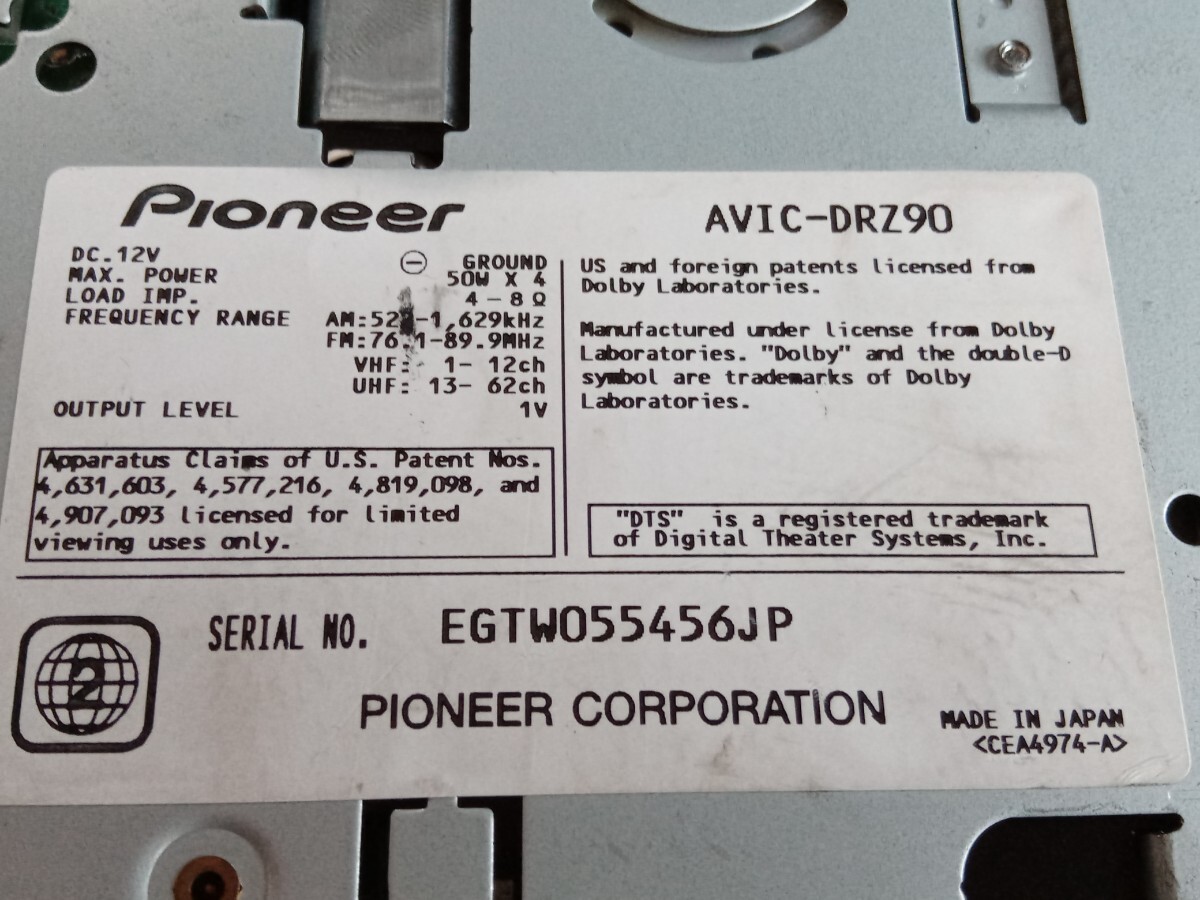 Pioneer
AVIC-DRZ90
DC.12V ⊖ GROUND
MAX. POWER 50W X 4
LOAD IMP. 4-8Ω
FREQUENCY RANGE -1,629kHz
FM:76.1-89.9MHz
VHF: 1- 12ch
UHF: 13- 62ch
OUTPUT LEVEL 1V
Apparatus Claims of U.S. Patent Nos.
4,631,603, 4,577,216, 4,819,098, and
4,907,093 licensed for limited
viewing uses only.
US and foreign patents licensed from
Dolby Laboratories.
Manufactured under license from Dolby
Laboratories. "Dolby" and the double-D
symbol are trademarks of Dolby
Laboratories.
"DTS" is a registered trademark
of Digital Theater Systems, Inc.
2
SERIAL NO. EGTW055456JP
PIONEER CORPORATION
MADE IN JAPAN
<CEA4974-A>